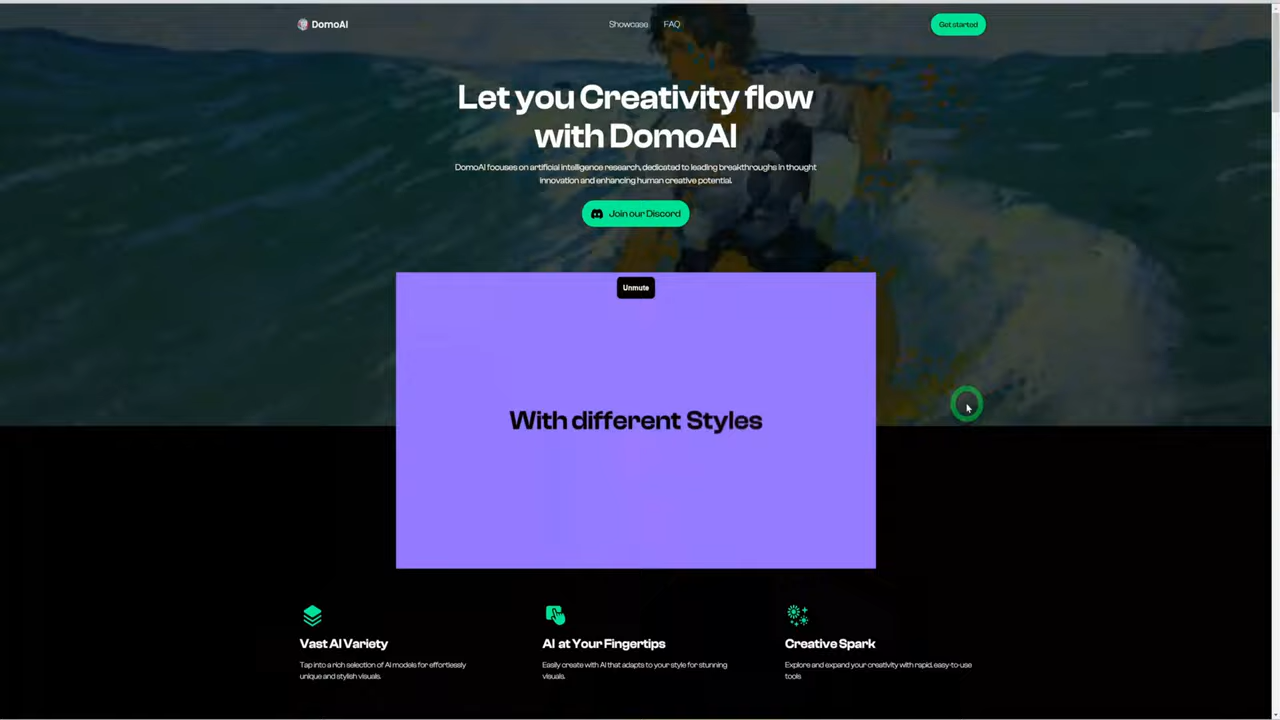 DomoAI
Showcase
FAQ
Get started
Let you Creativity flow
with DomoAI
DomoAI focuses on artificial intelligence research, dedicated to leading breakthroughs in thought
innovation and enhancing human creative potential.
Join our Discord
Unmute
With different Styles
Vast AI Variety
Tap into a rich selection of AI models for effortlessly
unique and stylish visuals.
AI at Your Fingertips
Easily create with AI that adapts to your style for stunning
visuals.
Creative Spark
Explore and expand your creativity with rapid, easy-to-use
tools